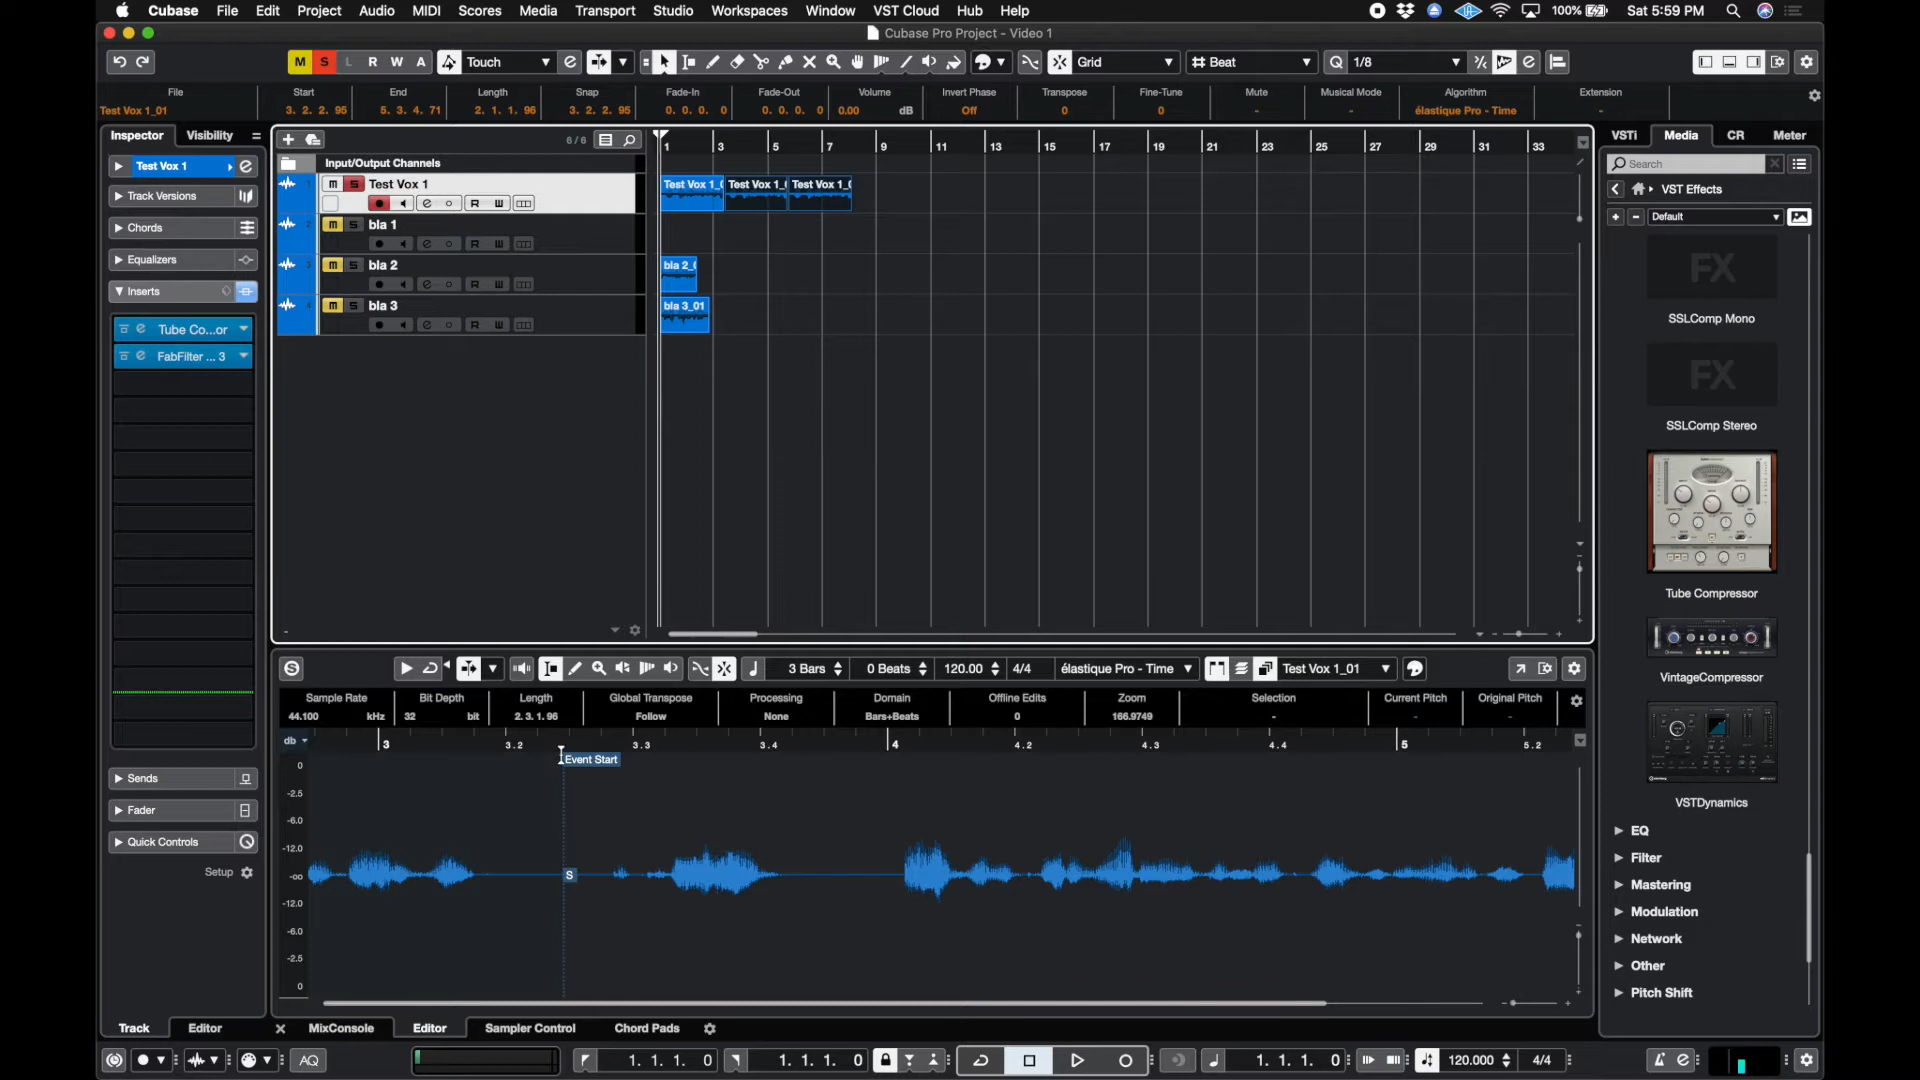 Cubase File Edit Project Audio MIDI Scores Media Transport Studio Workspaces Window VST Cloud Hub Help 100% Sat 5:59 PM
Cubase Pro Project - Video 1
M S L R W A Touch Grid Beat Q 1/8
File Start End Length Snap Fade-In Fade-Out Volume Invert Phase Transpose Fine-Tune Mute Musical Mode Algorithm Extension
Test Vox 1_01 3. 2. 2. 95 5. 3. 4. 71 2. 1. 1. 96 3. 2. 2. 95 0. 0. 0. 0 0. 0. 0. 0 0.00 dB Off 0 0 - - élastique Pro - Time -
Inspector Visibility 6/6 1 3 5 7 9 11 13 15 17 19 21 23 25 27 29 31 33 VSTi Media CR Meter
Test Vox 1 Input/Output Channels Search
Track Versions m S Test Vox 1 Test Vox 1_0 Test Vox 1_ Test Vox 1_0 VST Effects
R W
Default
Chords m S bla 1
R W
Equalizers m S bla 2 bla 2_0
R W
Inserts m S bla 3 bla 3_01
R W
FX
SSLComp Mono
Tube Co...or
FabFilter ... 3
FX
SSLComp Stereo
Tube Compressor
VintageCompressor
VSTDynamics
S 3 Bars 0 Beats 120.00 4/4 élastique Pro - Time Test Vox 1_01
Sample Rate Bit Depth Length Global Transpose Processing Domain Offline Edits Zoom Selection Current Pitch Original Pitch
44.100 kHz 32 bit 2. 3. 1. 96 Follow None Bars+Beats 0 166.9749 - - -
db 3 3.2 3.3 3.4 4 4.2 4.3 4.4 5 5.2
Event Start
0
-2.5
-6.0
-12.0
-oo
S
-12.0
-6.0
-2.5
0
Sends
Fader
Quick Controls
Setup
EQ
Filter
Mastering
Modulation
Network
Other
Pitch Shift
Track Editor MixConsole Editor Sampler Control Chord Pads
AQ 1. 1. 1. 0 1. 1. 1. 0 1. 1. 1. 0 120.000 4/4